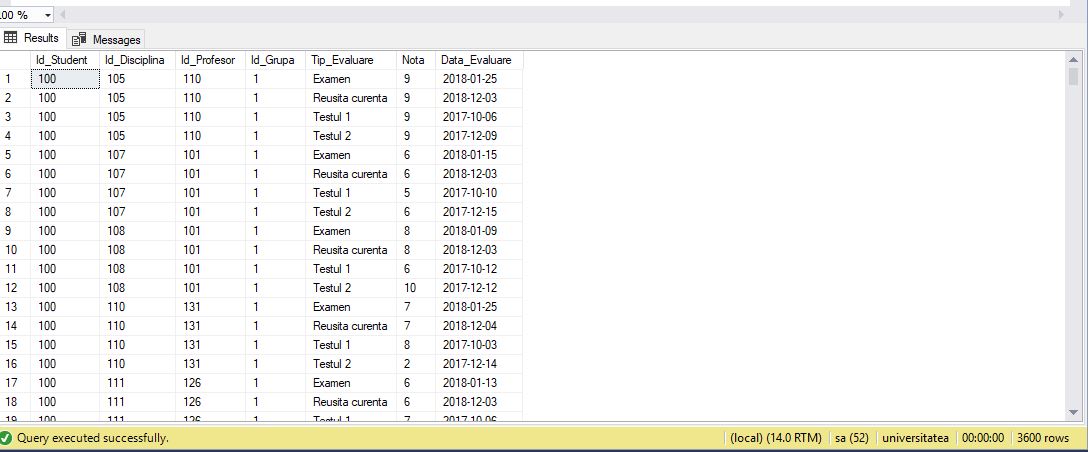 .00 %
Results Messages
Id_Student Id_Disciplina Id_Profesor Id_Grupa Tip_Evaluare Nota Data_Evaluare
1 100 105 110 1 Examen 9 2018-01-25
2 100 105 110 1 Reusita curenta 9 2018-12-03
3 100 105 110 1 Testul 1 9 2017-10-06
4 100 105 110 1 Testul 2 9 2017-12-09
5 100 107 101 1 Examen 6 2018-01-15
6 100 107 101 1 Reusita curenta 6 2018-12-03
7 100 107 101 1 Testul 1 5 2017-10-10
8 100 107 101 1 Testul 2 6 2017-12-15
9 100 108 101 1 Examen 8 2018-01-09
10 100 108 101 1 Reusita curenta 8 2018-12-03
11 100 108 101 1 Testul 1 6 2017-10-12
12 100 108 101 1 Testul 2 10 2017-12-12
13 100 110 131 1 Examen 7 2018-01-25
14 100 110 131 1 Reusita curenta 7 2018-12-04
15 100 110 131 1 Testul 1 8 2017-10-03
16 100 110 131 1 Testul 2 2 2017-12-14
17 100 111 126 1 Examen 6 2018-01-13
18 100 111 126 1 Reusita curenta 6 2018-12-03
19 100 111 126 1 Testul 1 7 2017-10-06
Query executed successfully. (local) (14.0 RTM) sa (52) universitatea 00:00:00 3600 rows